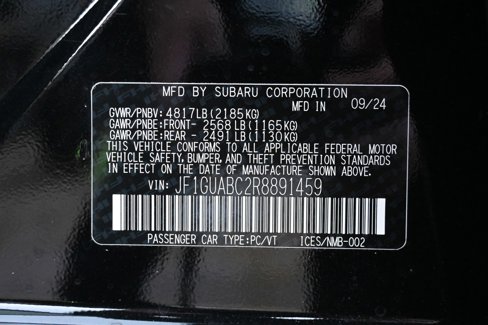 MFD BY SUBARU CORPORATION
MFD IN 09/24
GVWR/PNBV: 4817LB(2185KG)
GAWR/PNBE:FRONT- 2568LB(1165KG)
GAWR/PNBE:REAR - 2491LB(1130KG)
THIS VEHICLE CONFORMS TO ALL APPLICABLE FEDERAL MOTOR
VEHICLE SAFETY, BUMPER, AND THEFT PREVENTION STANDARDS
IN EFFECT ON THE DATE OF MANUFACTURE SHOWN ABOVE.
VIN: JF1GUABC2R8891459
PASSENGER CAR TYPE:PC/VT ICES/NMB-002